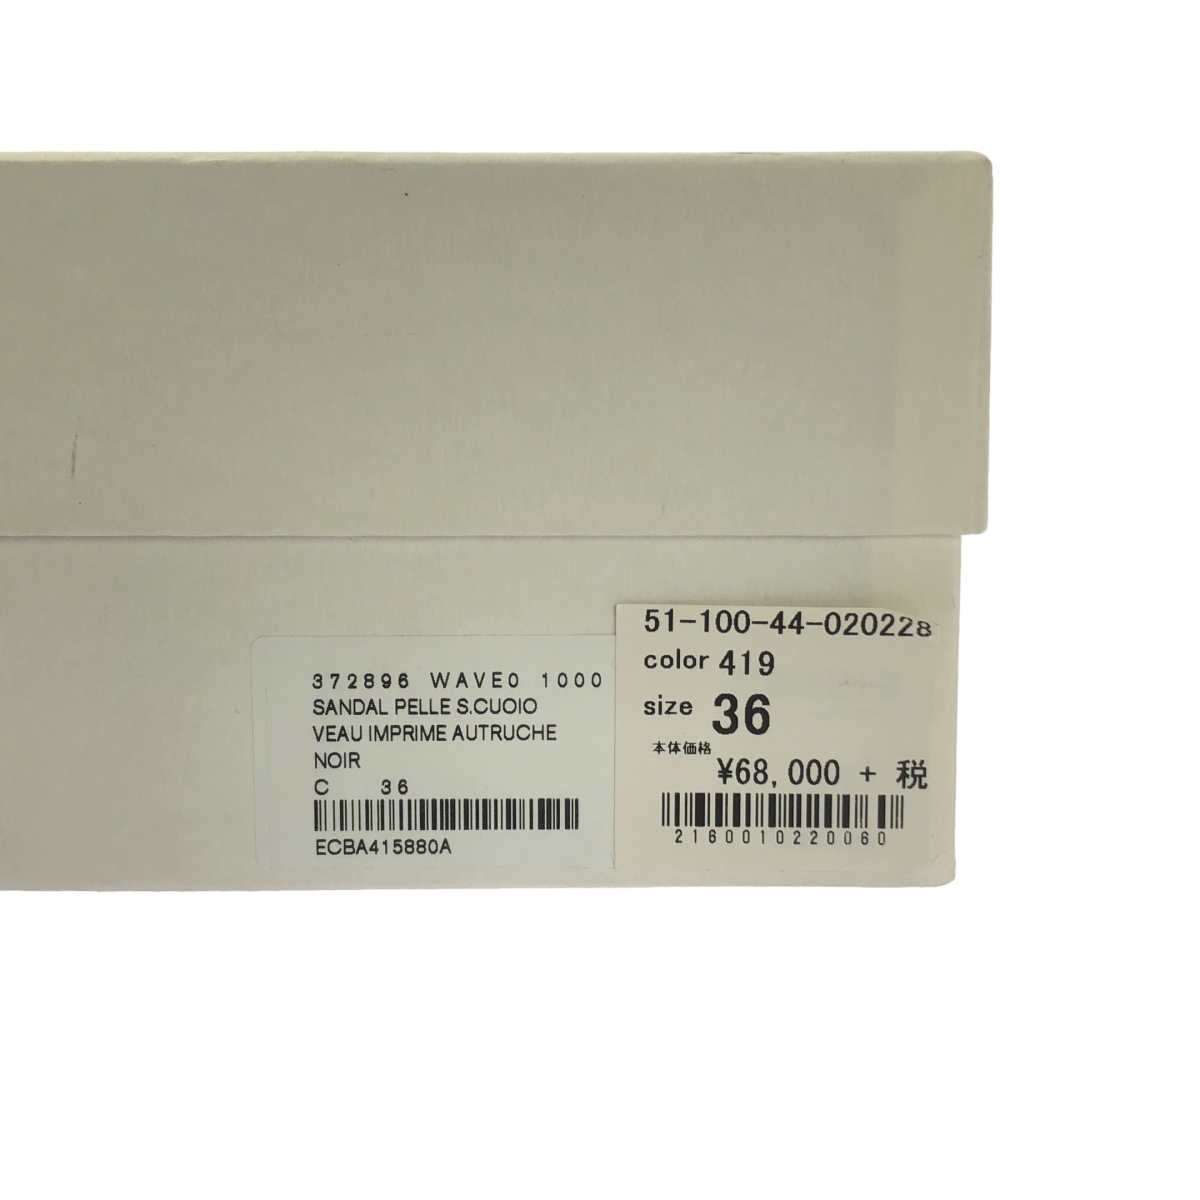 372896 WAVE0 1000
SANDAL PELLE S.CUOIO
VEAU IMPRIME AUTRUCHE
NOIR
C 36
ECBA415880A
51-100-44-020228
color 419
size 36
本体価格
¥68,000 + 税
2160010220060